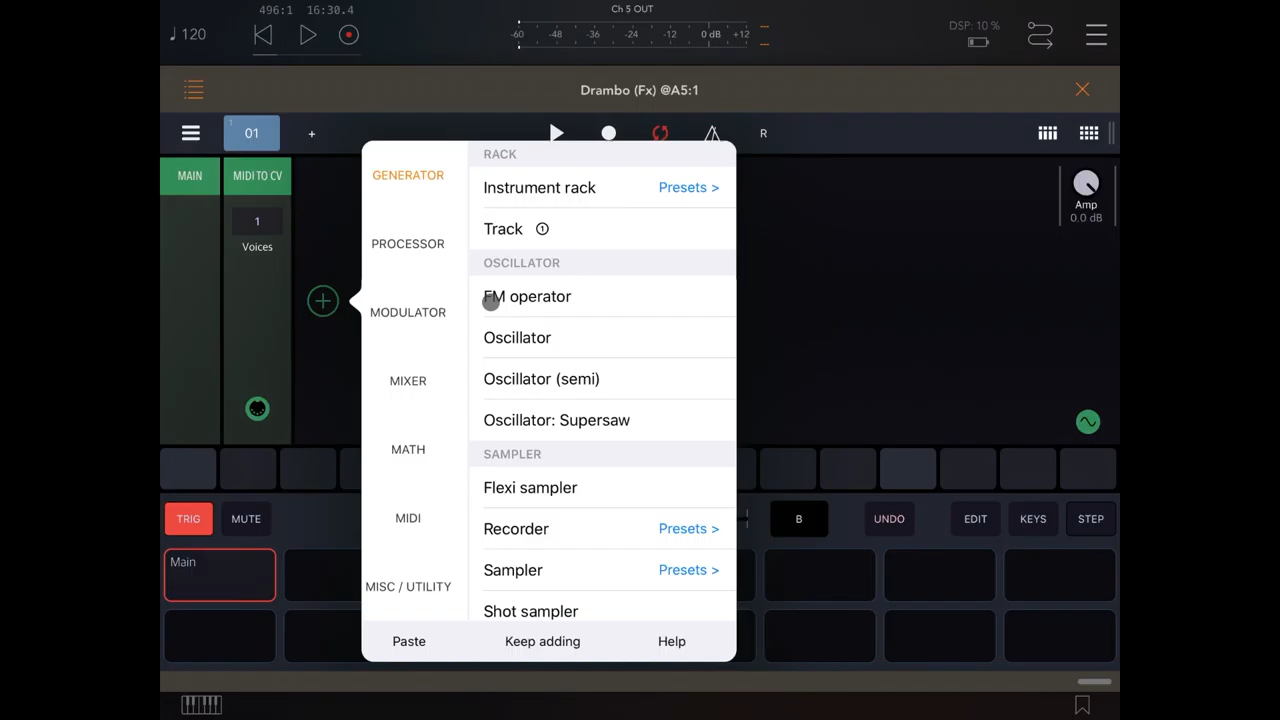 496:1 16:30.4
Ch 5 OUT
120
-60 -48 -36 -24 -12 0 dB +12
DSP: 10 %
Drambo (Fx) @A5:1
1
01
+
R
MAIN
MIDI TO CV
1
Voices
Amp
0.0 dB
GENERATOR
PROCESSOR
MODULATOR
MIXER
MATH
MIDI
MISC / UTILITY
RACK
Instrument rack Presets >
Track 1
OSCILLATOR
FM operator
Oscillator
Oscillator (semi)
Oscillator: Supersaw
SAMPLER
Flexi sampler
Recorder Presets >
Sampler Presets >
Shot sampler
Paste Keep adding Help
TRIG MUTE B UNDO EDIT KEYS STEP
Main